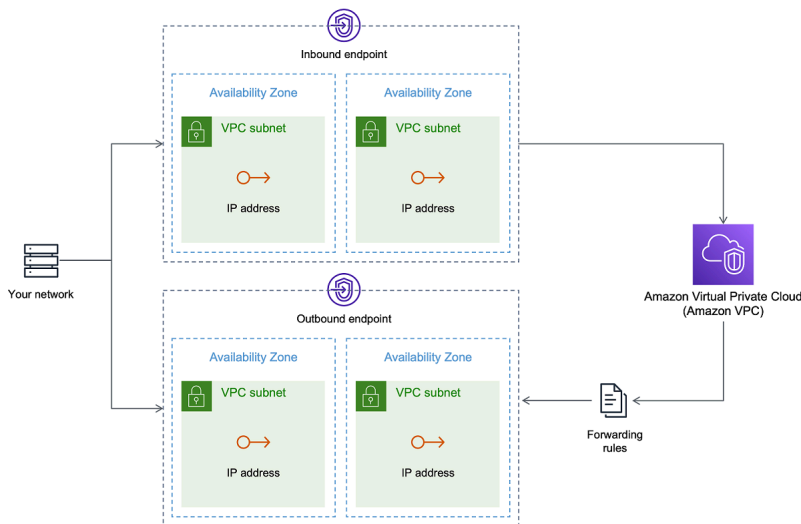 Inbound endpoint
Availability Zone
Availability Zone
VPC subnet
VPC subnet
IP address
IP address
Your network
Amazon Virtual Private Cloud
(Amazon VPC)
Outbound endpoint
Availability Zone
Availability Zone
VPC subnet
VPC subnet
IP address
IP address
Forwarding
rules